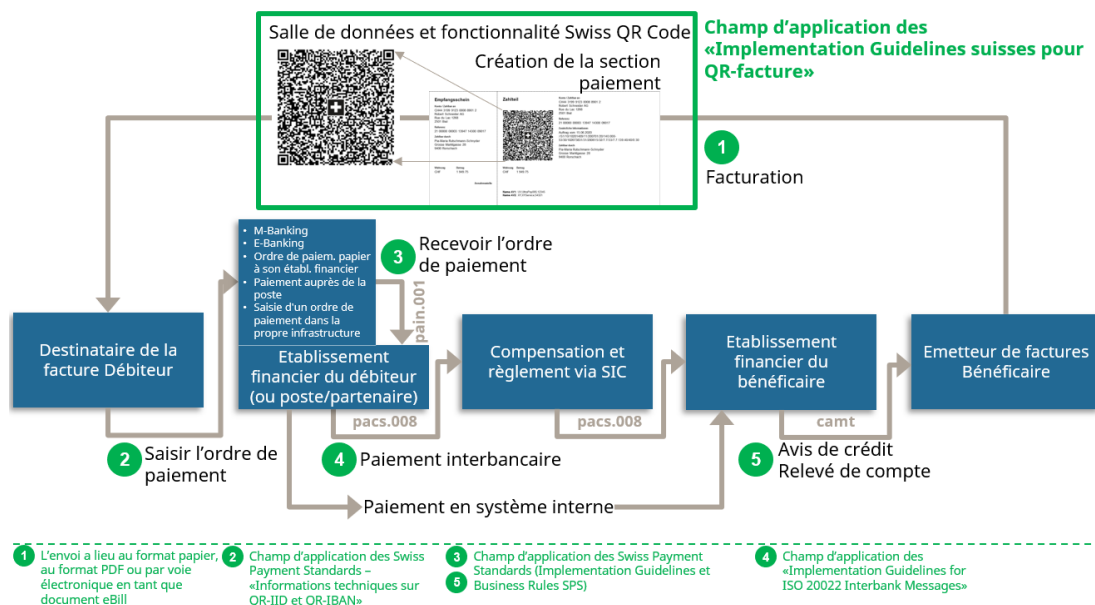 Salle de données et fonctionnalité Swiss QR Code
Création de la section
paiement
Champ d’application des
«Implementation Guidelines suisses pour
QR-facture»
Empfangsschein
Zahlteil
1
Facturation
• M-Banking
• E-Banking
• Ordre de paiem. papier
à son établ. financier
• Paiement auprès de la
poste
• Saisie d'un ordre de
paiement dans la
propre infrastructure
3
Recevoir l’ordre
de paiement
pain.001
Destinataire de la
facture Débiteur
Etablissement
financier du débiteur
(ou poste/partenaire)
Compensation et
règlement via SIC
Etablissement
financier du
bénéficaire
Emetteur de factures
Bénéficaire
pacs.008
pacs.008
camt
2
Saisir l’ordre de
paiement
4
Paiement interbancaire
5
Avis de crédit
Relevé de compte
Paiement en système interne
1
L’envoi a lieu au format papier,
au format PDF ou par voie
électronique en tant que
document eBill
2
Champ d’application des Swiss
Payment Standards –
«Informations techniques sur
QR-IID et QR-IBAN»
3
5
Champ d’application des Swiss Payment
Standards (Implementation Guidelines et
Business Rules SPS)
4
Champ d’application des
«Implementation Guidelines for
ISO 20022 Interbank Messages»